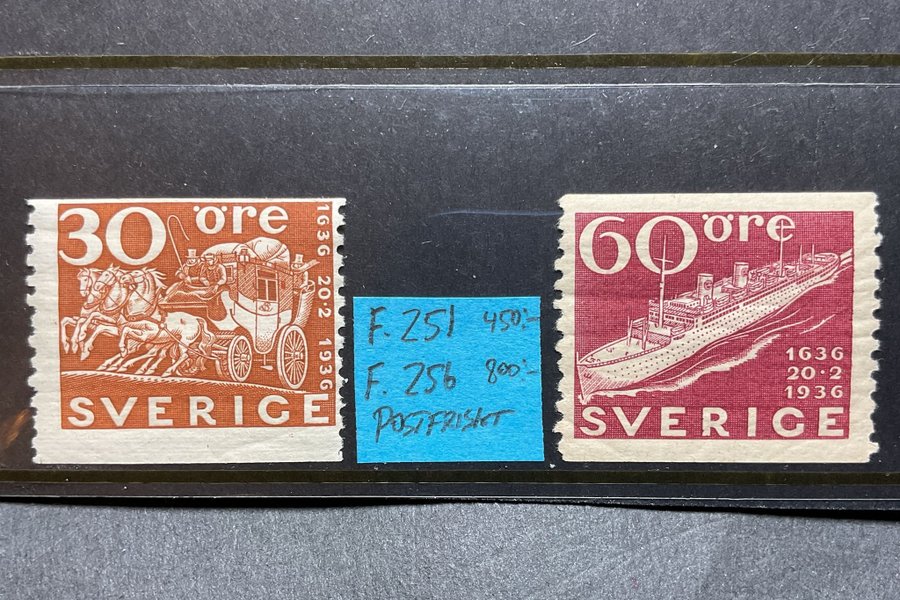 30 öre
1636 20·2 1936
SVERIGE
F. 251 450:-
F. 256 800:-
POSTFRISKT
60 öre
1636
20·2
1936
SVERIGE